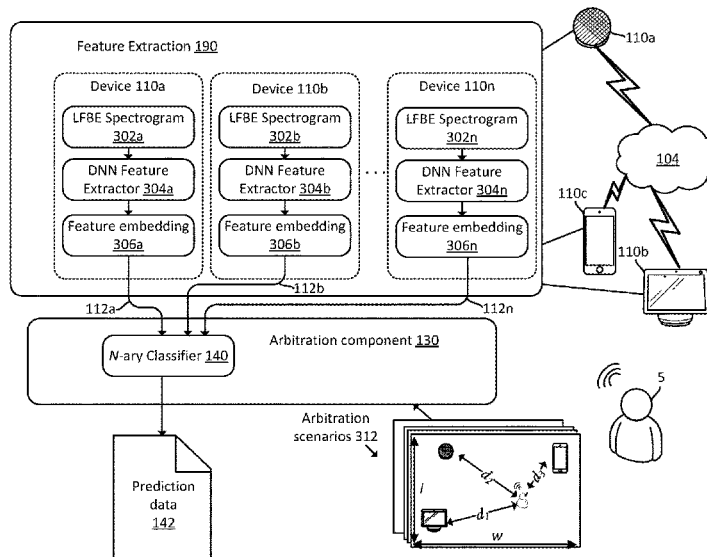 Feature Extraction 190
110a
Device 110a
Device 110b
Device 110n
LFBE Spectrogram
302a
LFBE Spectrogram
302b
LFBE Spectrogram
302n
DNN Feature
Extractor 304a
DNN Feature
Extractor 304b
DNN Feature
Extractor 304n
...
Feature embedding
306a
Feature embedding
306b
Feature embedding
306n
104
110c
110b
112a
112b
112n
N-ary Classifier 140
Arbitration component 130
5
Arbitration
scenarios 312
Prediction
data
142
l
d2
d3
d1
w